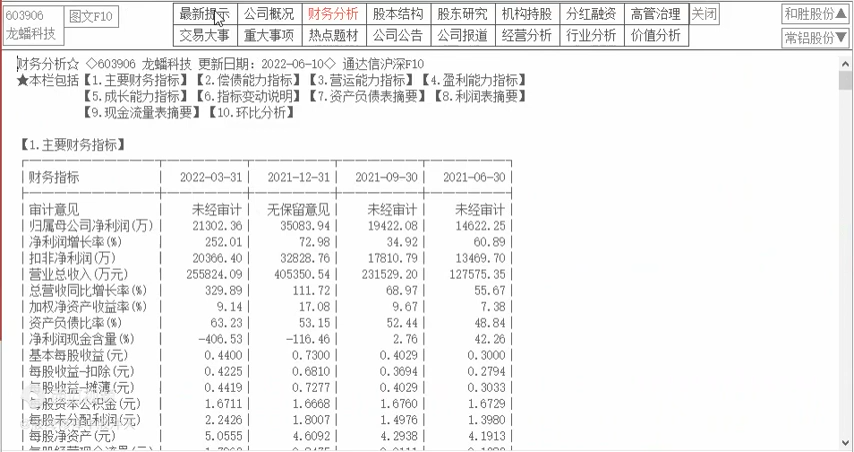 603906
龙蟠科技
图文F10
最新提示 公司概况 财务分析 股本结构 股东研究 机构持股 分红融资 高管治理 关闭
交易大事 重大事项 热点题材 公司公告 公司报道 经营分析 行业分析 价值分析
和胜股份▲
常铝股份▼
财务分析☆ ◇603906 龙蟠科技 更新日期：2022-06-10◇ 通达信沪深F10
★本栏包括【1.主要财务指标】【2.偿债能力指标】【3.营运能力指标】【4.盈利能力指标】
【5.成长能力指标】【6.指标变动说明】【7.资产负债表摘要】【8.利润表摘要】
【9.现金流量表摘要】【10.环比分析】
【1.主要财务指标】
财务指标 2022-03-31 2021-12-31 2021-09-30 2021-06-30
审计意见 未经审计 无保留意见 未经审计 未经审计
归属母公司净利润(万) 21302.36 35083.94 19422.08 14622.25
净利润增长率(%) 252.01 72.98 34.92 60.89
扣非净利润(万) 20366.40 32828.76 17810.79 13469.70
营业总收入(万元) 255824.09 405350.54 231529.20 127575.35
总营收同比增长率(%) 329.89 111.72 68.97 55.67
加权净资产收益率(%) 9.14 17.08 9.67 7.38
资产负债比率(%) 63.23 53.15 52.44 48.84
净利润现金含量(%) -406.53 -116.46 2.76 42.26
基本每股收益(元) 0.4400 0.7300 0.4029 0.3000
每股收益-扣除(元) 0.4225 0.6810 0.3694 0.2794
每股收益-摊薄(元) 0.4419 0.7277 0.4029 0.3033
每股资本公积金(元) 1.6711 1.6668 1.6760 1.6729
每股未分配利润(元) 2.2426 1.8007 1.4976 1.3980
每股净资产(元) 5.0555 4.6092 4.2938 4.1913